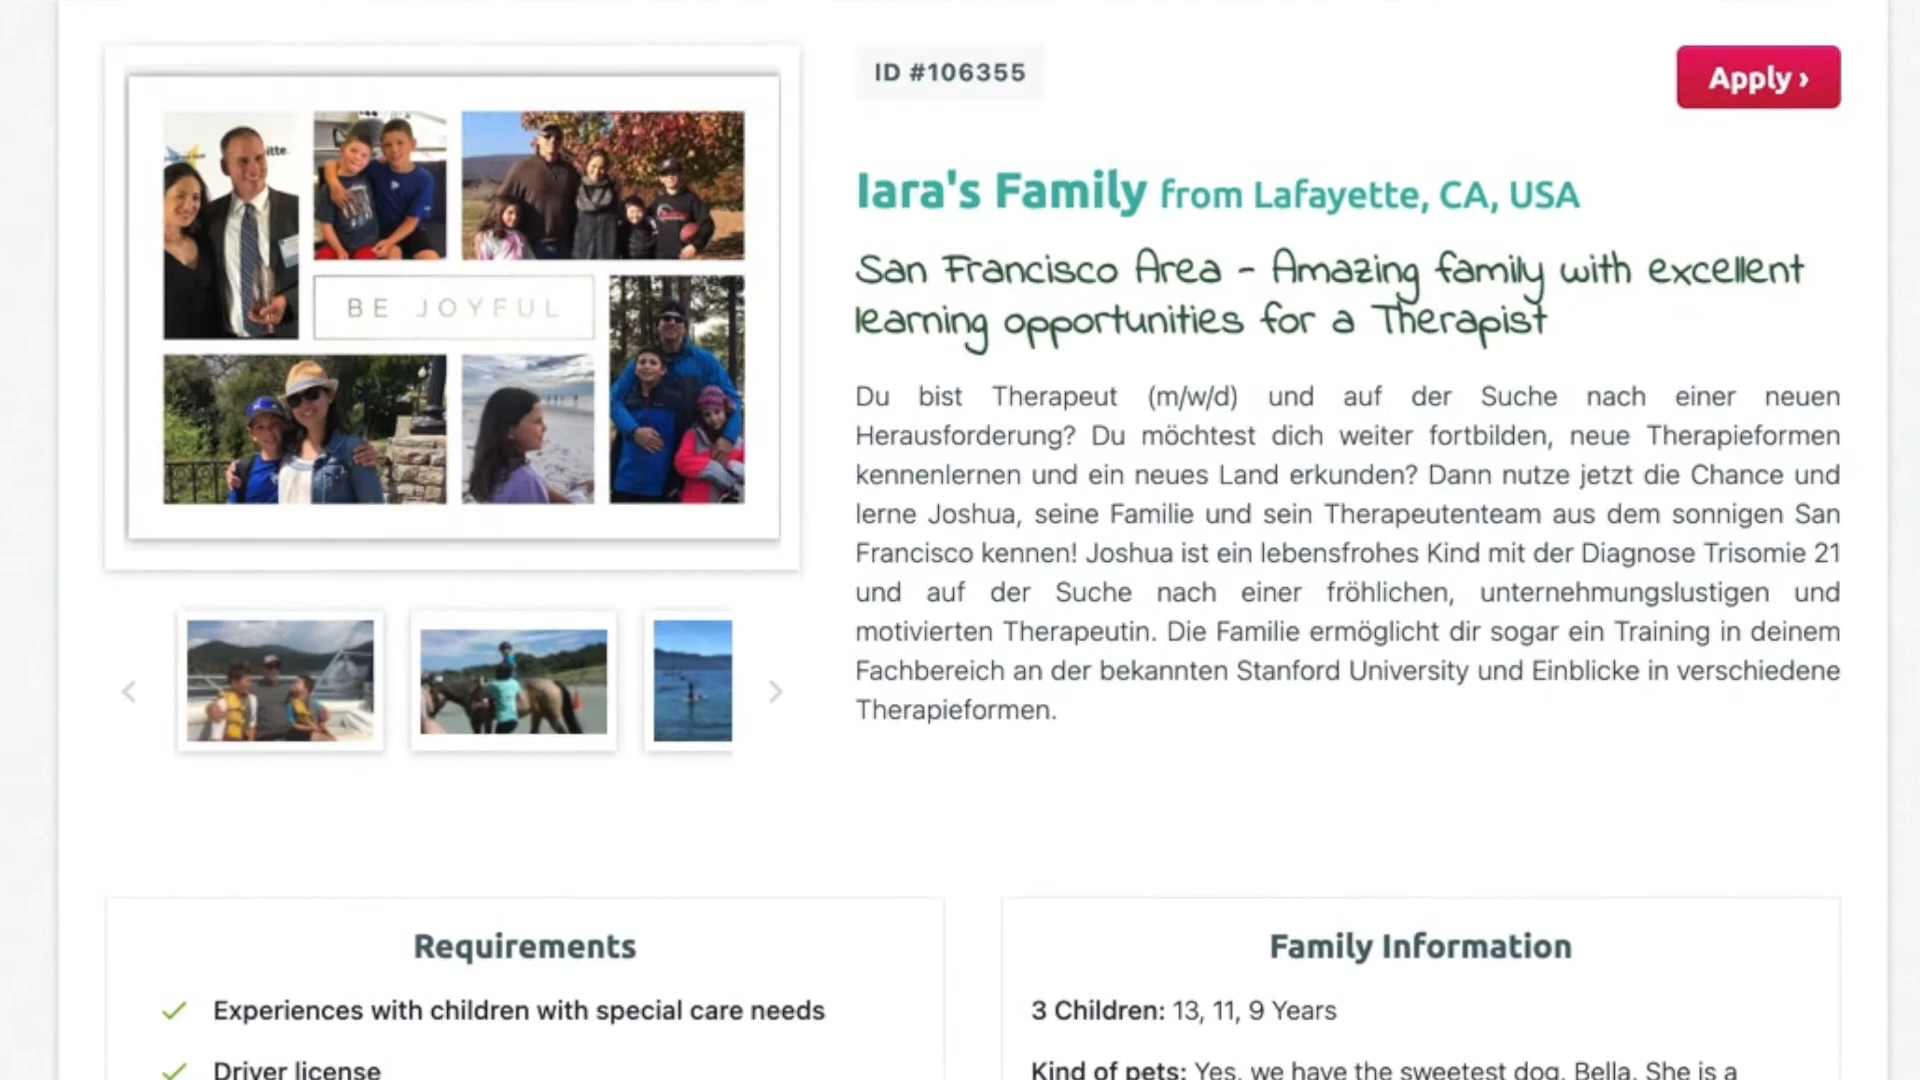 ID #106355
Apply ›
Iara's Family from Lafayette, CA, USA
San Francisco Area - Amazing family with excellent
learning opportunities for a Therapist
BE JOYFUL
Du bist Therapeut (m/w/d) und auf der Suche nach einer neuen
Herausforderung? Du möchtest dich weiter fortbilden, neue Therapieformen
kennenlernen und ein neues Land erkunden? Dann nutze jetzt die Chance und
lerne Joshua, seine Familie und sein Therapeutenteam aus dem sonnigen San
Francisco kennen! Joshua ist ein lebensfrohes Kind mit der Diagnose Trisomie 21
und auf der Suche nach einer fröhlichen, unternehmungslustigen und
motivierten Therapeutin. Die Familie ermöglicht dir sogar ein Training in deinem
Fachbereich an der bekannten Stanford University und Einblicke in verschiedene
Therapieformen.
Requirements
Experiences with children with special care needs
Driver license
Family Information
3 Children: 13, 11, 9 Years
Kind of pets: Yes, we have the sweetest dog, Bella. She is a